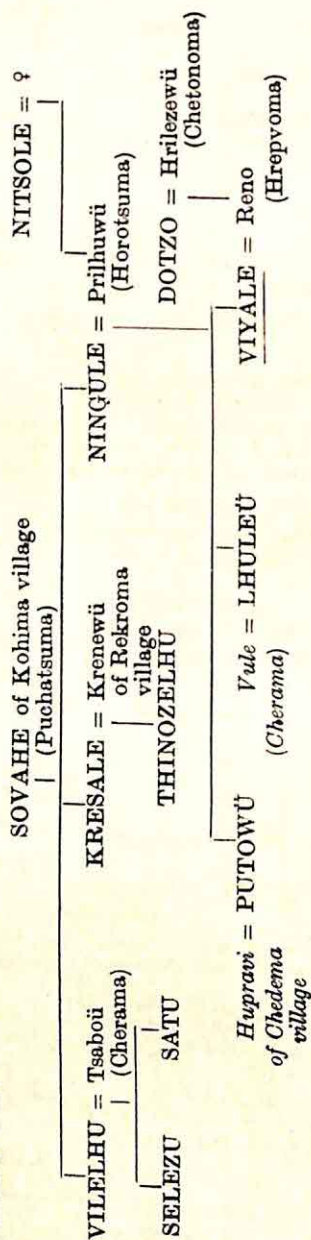 NITSOLE = ♀
SOVAHE of Kohima village
(Puchatsuma)
VILELHU = Tsaboü
(Cherama)
KRESALE = Krenewü
of Rekroma
village
NINGULE = Prilhuwü
(Horotsuma)
SELEZU SATU
THINOZELHU
DOTZO = Hrilezewü
(Chetonoma)
Hupravi = PUTOWÜ
of Chedema
village
Vule = LHULEÜ
(Cherama)
VIYALE = Reno
(Hrepvoma)